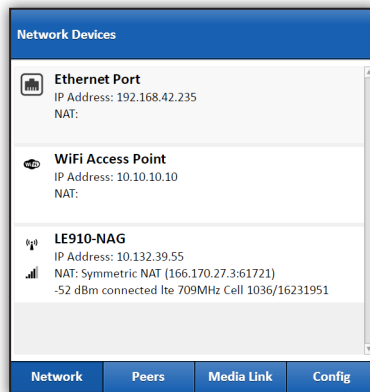 Network Devices
Ethernet Port
IP Address: 192.168.42.235
NAT:
WiFi Access Point
IP Address: 10.10.10.10
NAT:
LE910-NAG
IP Address: 10.132.39.55
NAT: Symmetric NAT (166.170.27.3:61721)
-52 dBm connected lte 709MHz Cell 1036/16231951
Network Peers Media Link Config